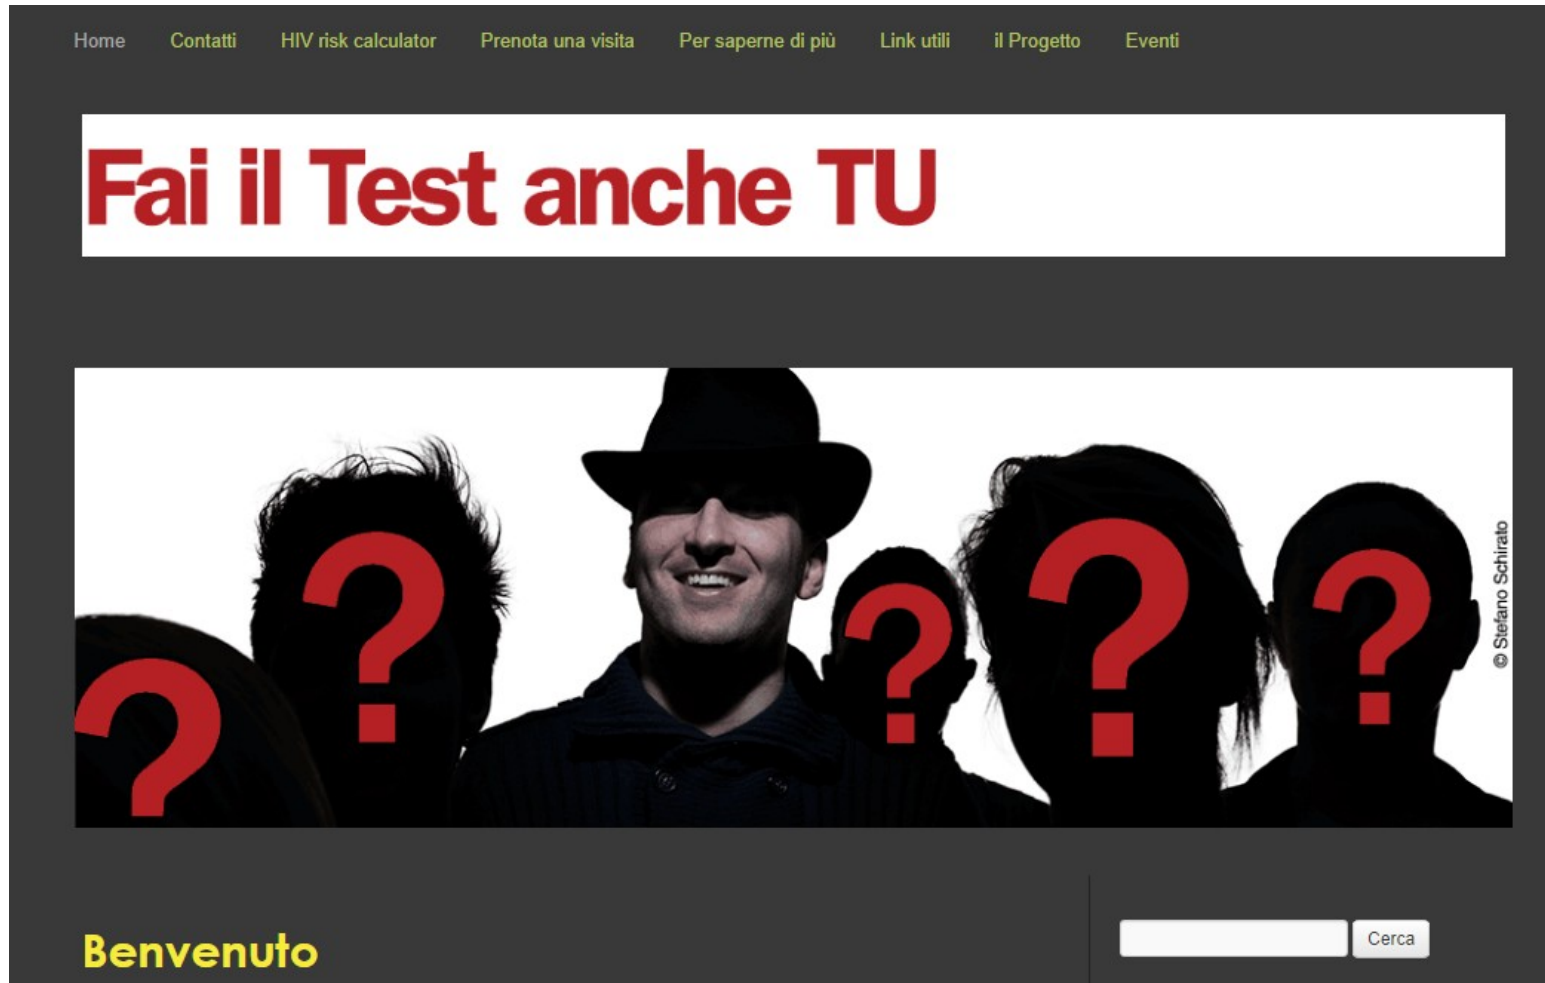 Home Contatti HIV risk calculator Prenota una visita Per saperne di più Link utili il Progetto Eventi
Fai il Test anche TU
? ? ? ? ?
© Stefano Schirato
Benvenuto
Cerca